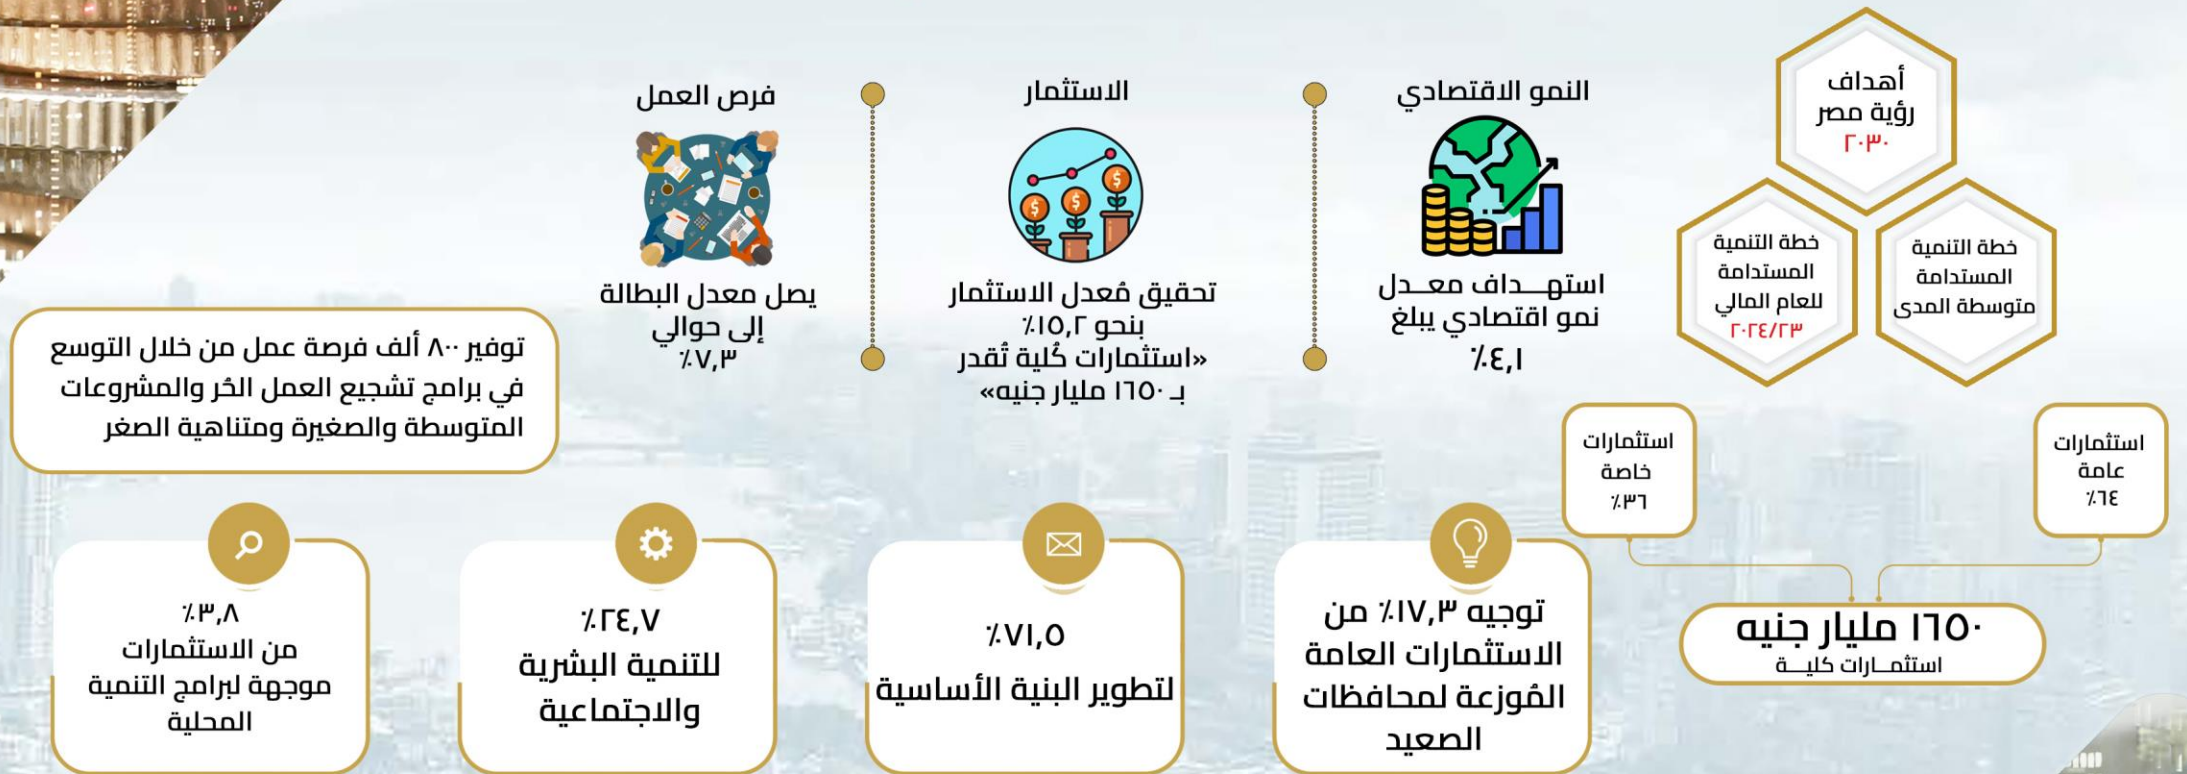 أهداف
رؤية مصر
٢٠٣٠
خطة التنمية
المستدامة
متوسطة المدى
خطة التنمية
المستدامة
للعام المالي
٢٠٢٤/٢٣
النمو الاقتصادي
استهـــداف معــدل
نمو اقتصادي يبلغ
٤,١٪
الاستثمار
تحقيق مُعدل الاستثمار
بنحو ١٥,٢٪
«استثمارات كُلية تُقدر
بـ ١٦٥٠ مليار جنيه»
فرص العمل
يصل معدل البطالة
إلى حوالي
٧,٣٪
توفير ٨٠٠ ألف فرصة عمل من خلال التوسع
في برامج تشجيع العمل الحُر والمشروعات
المتوسطة والصغيرة ومتناهية الصغر
استثمارات
عامة
٦٤٪
استثمارات
خاصة
٣٦٪
١٦٥٠ مليار جنيه
استثمــارات كليــة
توجيه ١٧,٣٪ من
الاستثمارات العامة
المُوزعة لمحافظات
الصعيد
٧١,٥٪
لتطوير البنية الأساسية
٢٤,٧٪
للتنمية البشرية
والاجتماعية
٣,٨٪
من الاستثمارات
موجهة لبرامج التنمية
المحلية